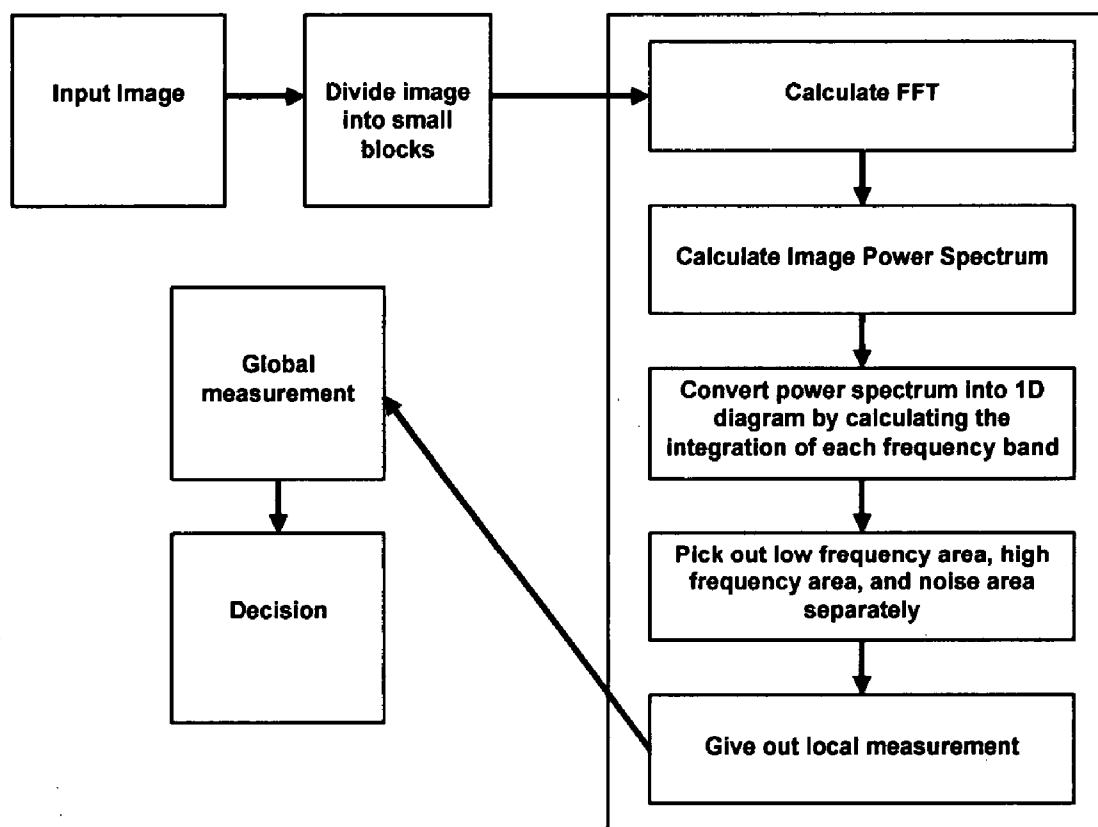 Input Image
Divide image
into small
blocks
Calculate FFT
Calculate Image Power Spectrum
Convert power spectrum into 1D
diagram by calculating the
integration of each frequency band
Pick out low frequency area, high
frequency area, and noise area
separately
Give out local measurement
Global
measurement
Decision